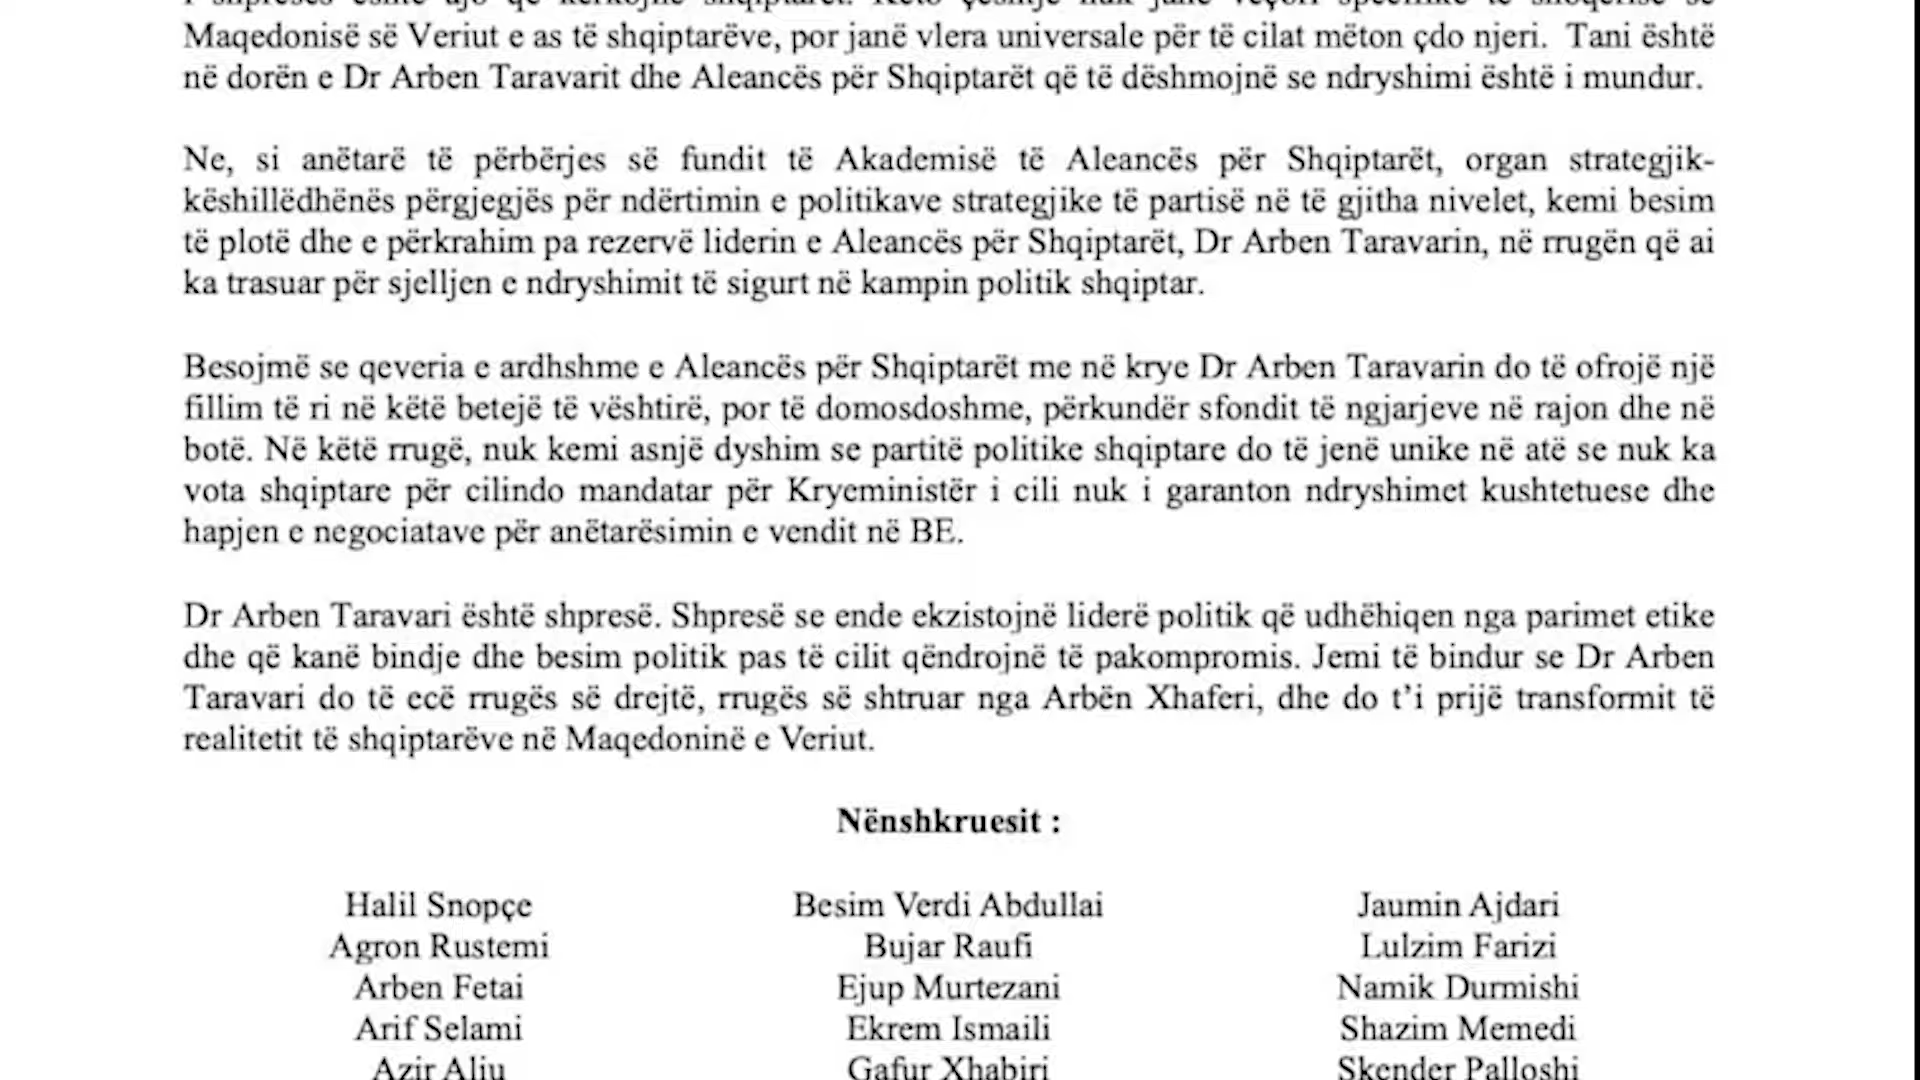 Maqedonisë së Veriut e as të shqiptarëve, por janë vlera universale për të cilat mëton çdo njeri. Tani është
në dorën e Dr Arben Taravarit dhe Aleancës për Shqiptarët që të dëshmojnë se ndryshimi është i mundur.
Ne, si anëtarë të përbërjes së fundit të Akademisë të Aleancës për Shqiptarët, organ strategjik-
këshillëdhënës përgjegjës për ndërtimin e politikave strategjike të partisë në të gjitha nivelet, kemi besim
të plotë dhe e përkrahim pa rezervë liderin e Aleancës për Shqiptarët, Dr Arben Taravarin, në rrugën që ai
ka trasuar për sjelljen e ndryshimit të sigurt në kampin politik shqiptar.
Besojmë se qeveria e ardhshme e Aleancës për Shqiptarët me në krye Dr Arben Taravarin do të ofrojë një
fillim të ri në këtë betejë të vështirë, por të domosdoshme, përkundër sfondit të ngjarjeve në rajon dhe në
botë. Në këtë rrugë, nuk kemi asnjë dyshim se partitë politike shqiptare do të jenë unike në atë se nuk ka
vota shqiptare për cilindo mandatar për Kryeministër i cili nuk i garanton ndryshimet kushtetuese dhe
hapjen e negociatave për anëtarësimin e vendit në BE.
Dr Arben Taravari është shpresë. Shpresë se ende ekzistojnë liderë politik që udhëhiqen nga parimet etike
dhe që kanë bindje dhe besim politik pas të cilit qëndrojnë të pakompromis. Jemi të bindur se Dr Arben
Taravari do të ecë rrugës së drejtë, rrugës së shtruar nga Arbën Xhaferi, dhe do t'i prijë transformit të
realitetit të shqiptarëve në Maqedoninë e Veriut.
Nënshkruesit :
Halil Snopçe Besim Verdi Abdullai Jaumin Ajdari
Agron Rustemi Bujar Raufi Lulzim Farizi
Arben Fetai Ejup Murtezani Namik Durmishi
Arif Selami Ekrem Ismaili Shazim Memedi
Azir Aliu Gafur Xhabiri Skender Palloshi